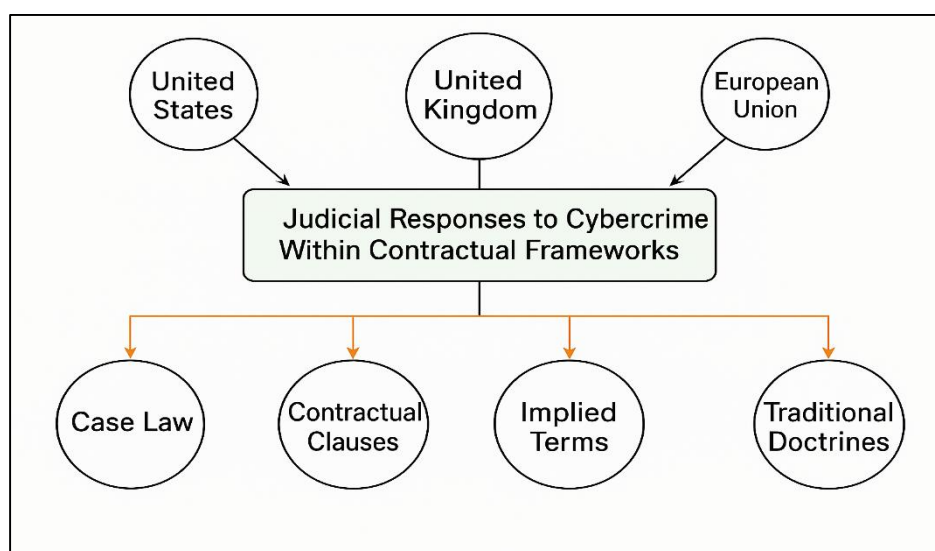 United
States
United
Kingdom
European
Union
Judicial Responses to Cybercrime
Within Contractual Frameworks
Case Law
Contractual
Clauses
Implied
Terms
Traditional
Doctrines